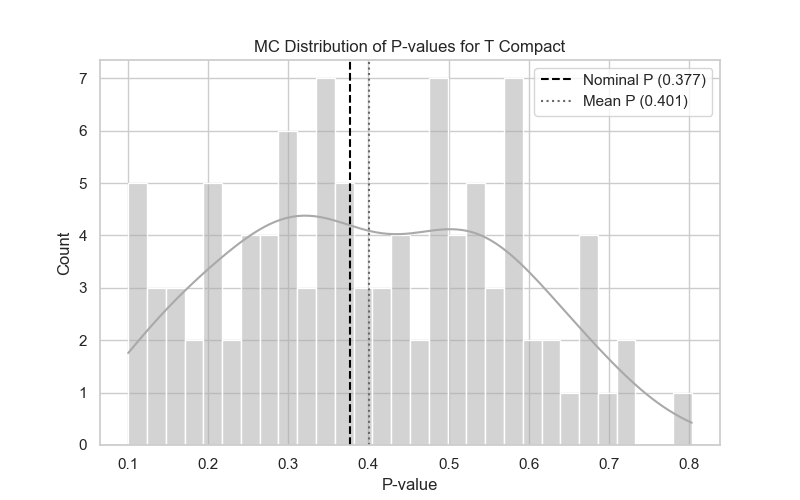 MC Distribution of P-values for T Compact
Nominal P (0.377)
Mean P (0.401)
Count
7
6
5
4
3
2
1
0
0.1 0.2 0.3 0.4 0.5 0.6 0.7 0.8
P-value